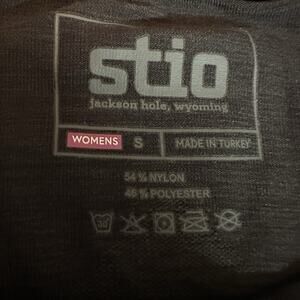 stio
jackson hole, wyoming
WOMENS S MADE IN TURKEY
54 % NYLON
46 % POLYESTER